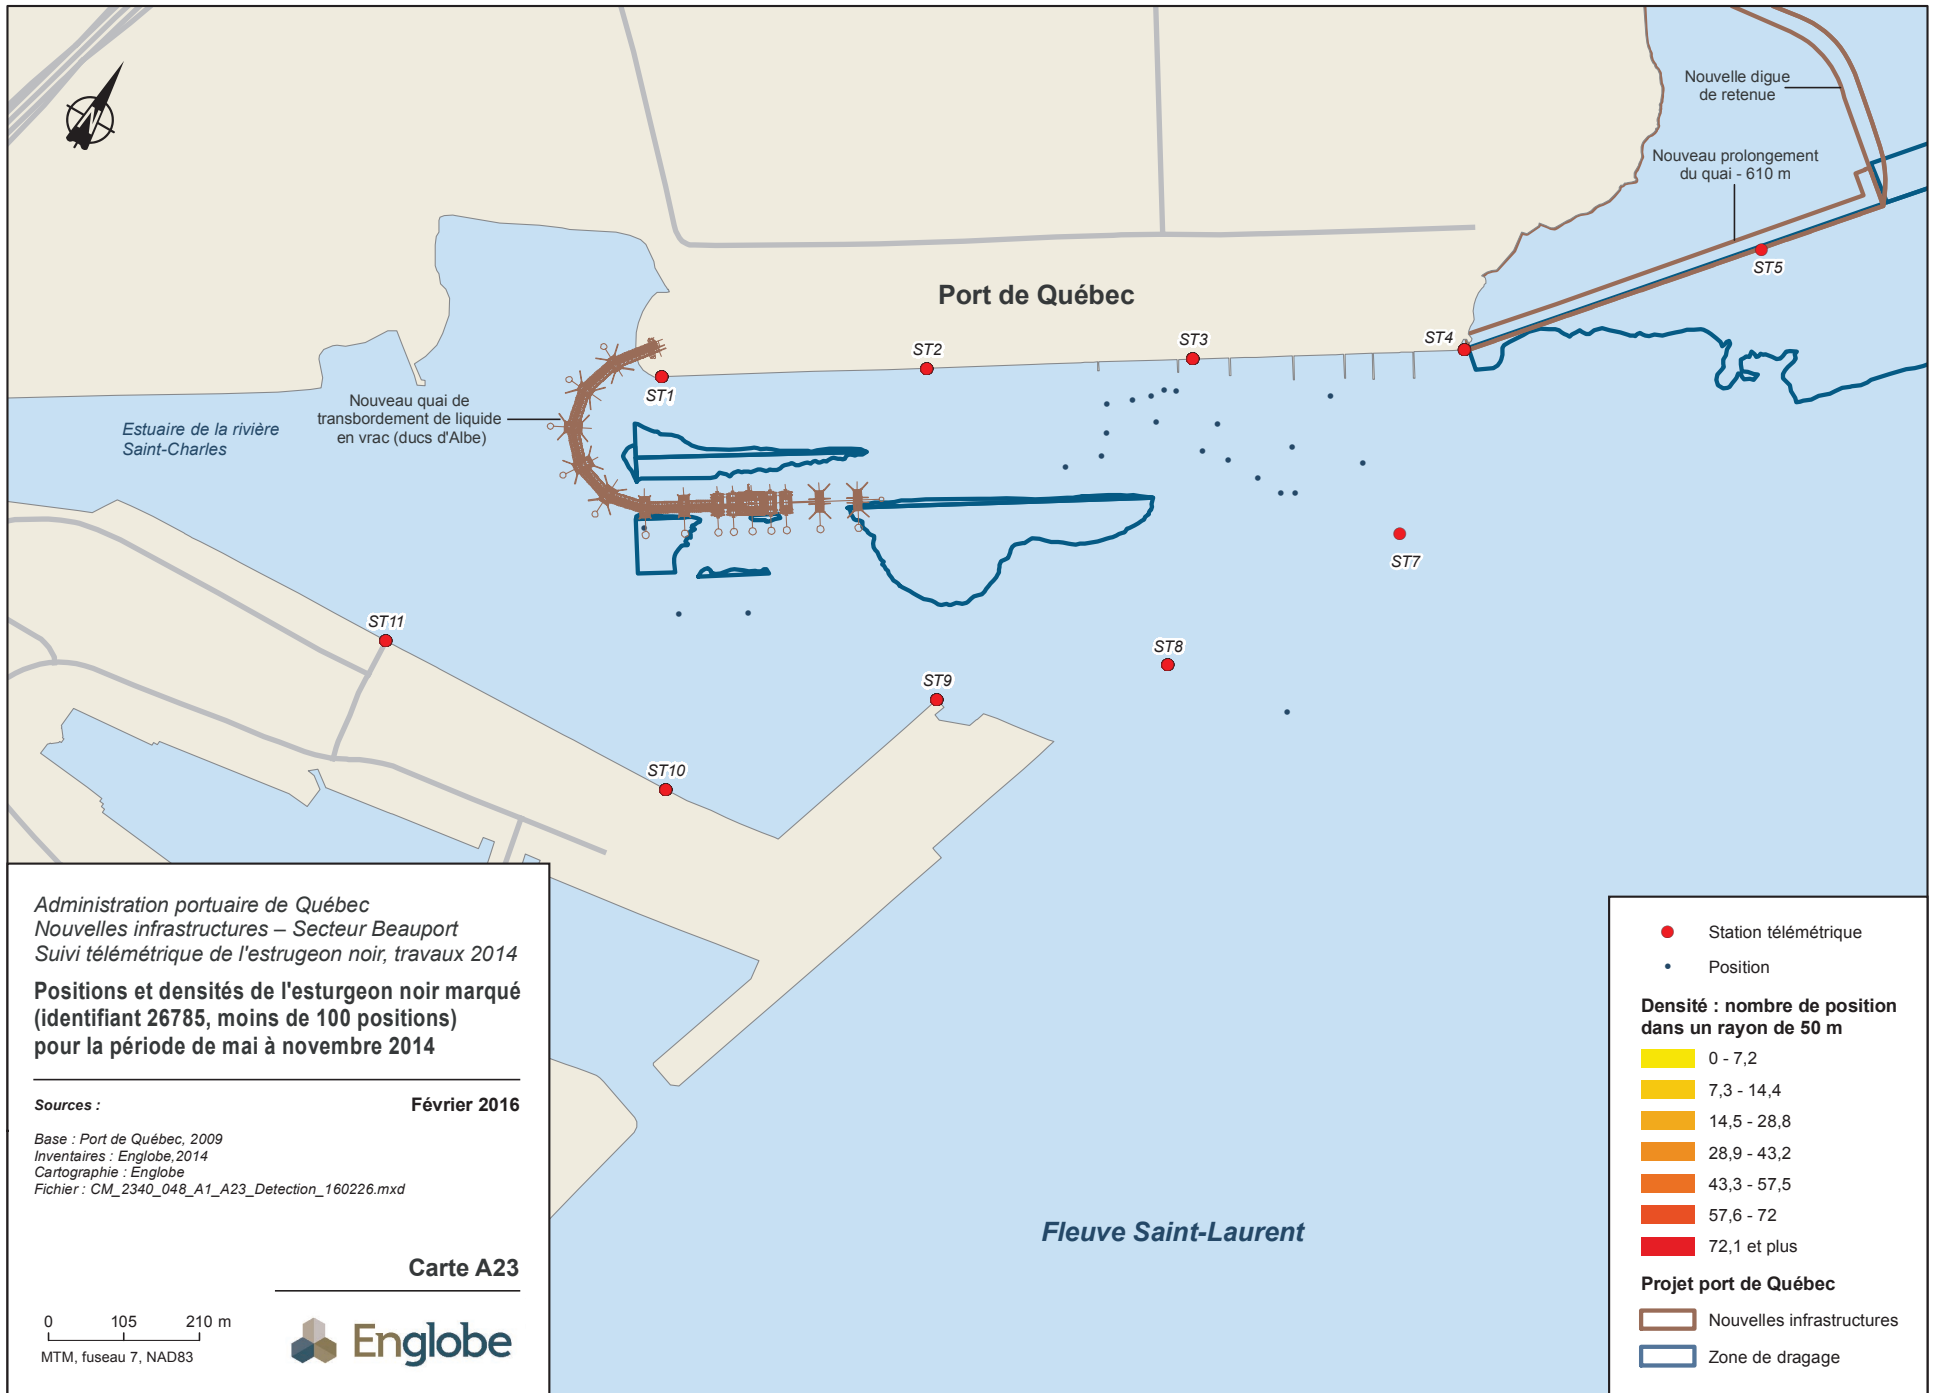 Nouvelle digue
de retenue
Nouveau prolongement
du quai - 610 m
ST5
Port de Québec
ST4
ST3
ST2
ST1
Nouveau quai de
transbordement de liquide
en vrac (ducs d'Albe)
Estuaire de la rivière
Saint-Charles
ST7
ST11
ST8
ST9
ST10
Fleuve Saint-Laurent
N
Administration portuaire de Québec
Nouvelles infrastructures – Secteur Beauport
Suivi télémétrique de l'estrugeon noir, travaux 2014
Positions et densités de l'esturgeon noir marqué
(identifiant 26785, moins de 100 positions)
pour la période de mai à novembre 2014
Sources :
Février 2016
Base : Port de Québec, 2009
Inventaires : Englobe,2014
Cartographie : Englobe
Fichier : CM_2340_048_A1_A23_Detection_160226.mxd
Carte A23
0 105 210 m
MTM, fuseau 7, NAD83
Englobe
Station télémétrique
Position
Densité : nombre de position
dans un rayon de 50 m
0 - 7,2
7,3 - 14,4
14,5 - 28,8
28,9 - 43,2
43,3 - 57,5
57,6 - 72
72,1 et plus
Projet port de Québec
Nouvelles infrastructures
Zone de dragage